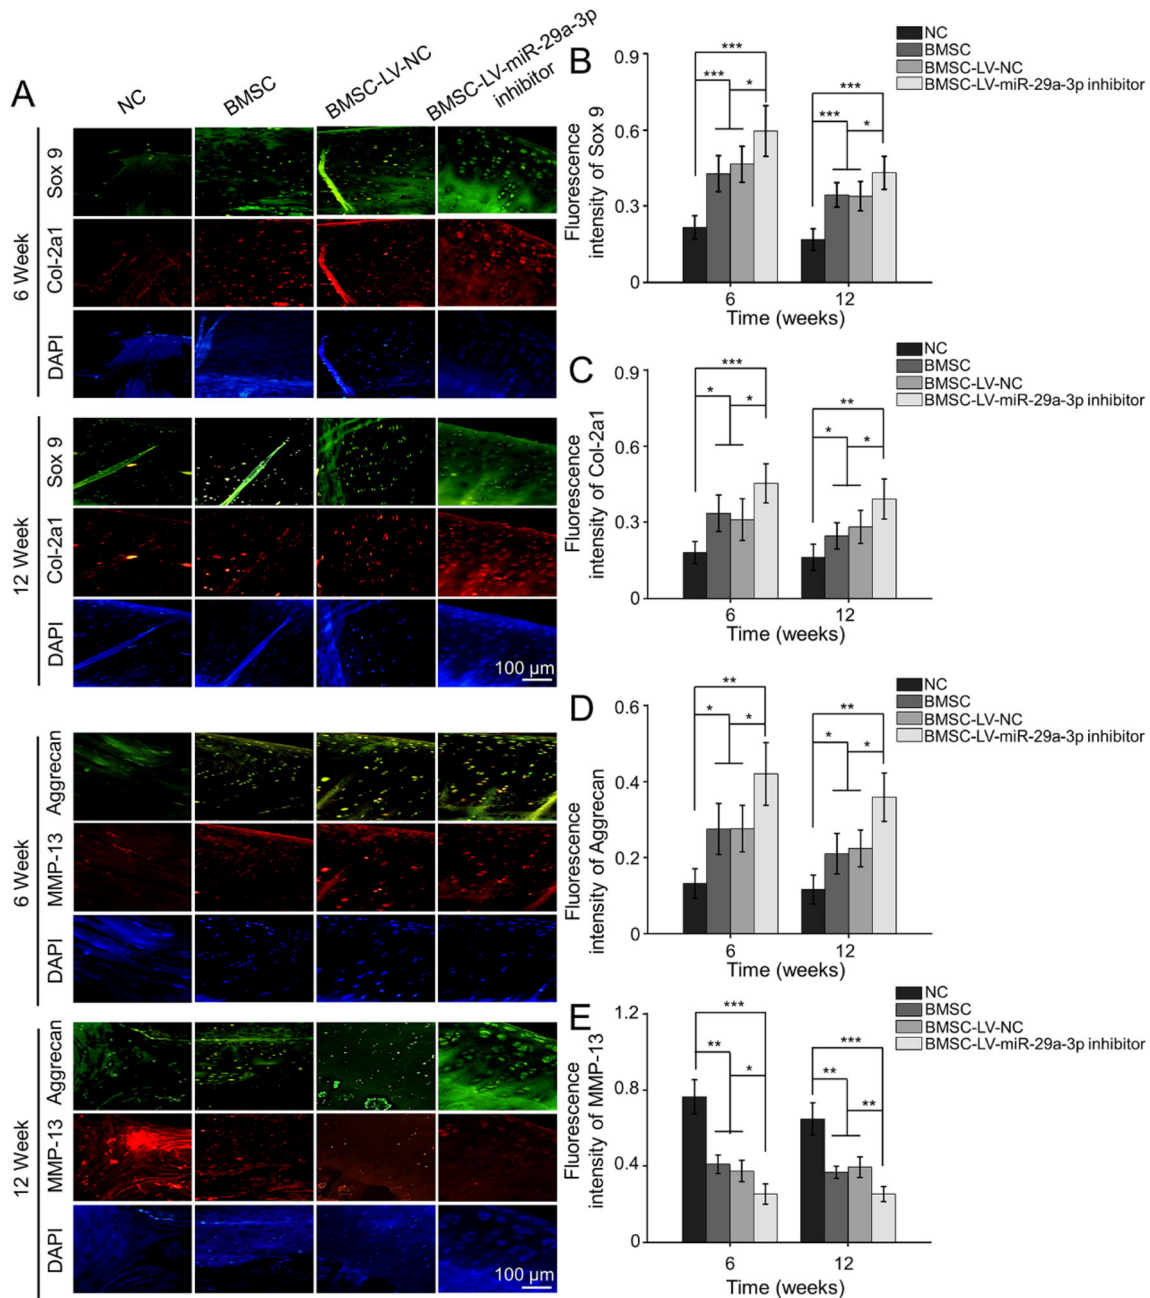 A
NC
BMSC
BMSC-LV-NC
BMSC-LV-miR-29a-3p
inhibitor
6 Week
Sox 9
Col-2a1
DAPI
12 Week
Sox 9
Col-2a1
DAPI
100 µm
6 Week
Aggrecan
MMP-13
DAPI
12 Week
Aggrecan
MMP-13
DAPI
100 µm
B
NC
BMSC
BMSC-LV-NC
BMSC-LV-miR-29a-3p inhibitor
Fluorescence
intensity of Sox 9
0.9
0.6
0.3
0
***
***
*
***
***
*
6
12
Time (weeks)
C
NC
BMSC
BMSC-LV-NC
BMSC-LV-miR-29a-3p inhibitor
Fluorescence
intensity of Col-2a1
0.9
0.6
0.3
0
***
*
*
**
*
*
6
12
Time (weeks)
D
NC
BMSC
BMSC-LV-NC
BMSC-LV-miR-29a-3p inhibitor
Fluorescence
intensity of Aggrecan
0.6
0.4
0.2
0
**
*
*
**
*
*
6
12
Time (weeks)
E
NC
BMSC
BMSC-LV-NC
BMSC-LV-miR-29a-3p inhibitor
Fluorescence
intensity of MMP-13
1.2
0.8
0.4
0
***
**
*
***
**
**
6
12
Time (weeks)